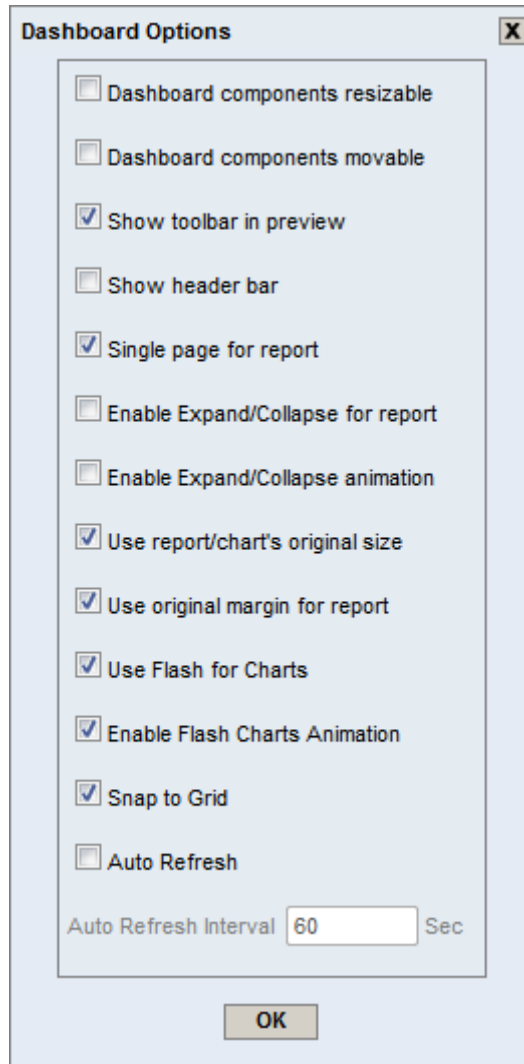 Dashboard Options X
Dashboard components resizable
Dashboard components movable
Show toolbar in preview
Show header bar
Single page for report
Enable Expand/Collapse for report
Enable Expand/Collapse animation
Use report/chart's original size
Use original margin for report
Use Flash for Charts
Enable Flash Charts Animation
Snap to Grid
Auto Refresh
Auto Refresh Interval 60 Sec
OK